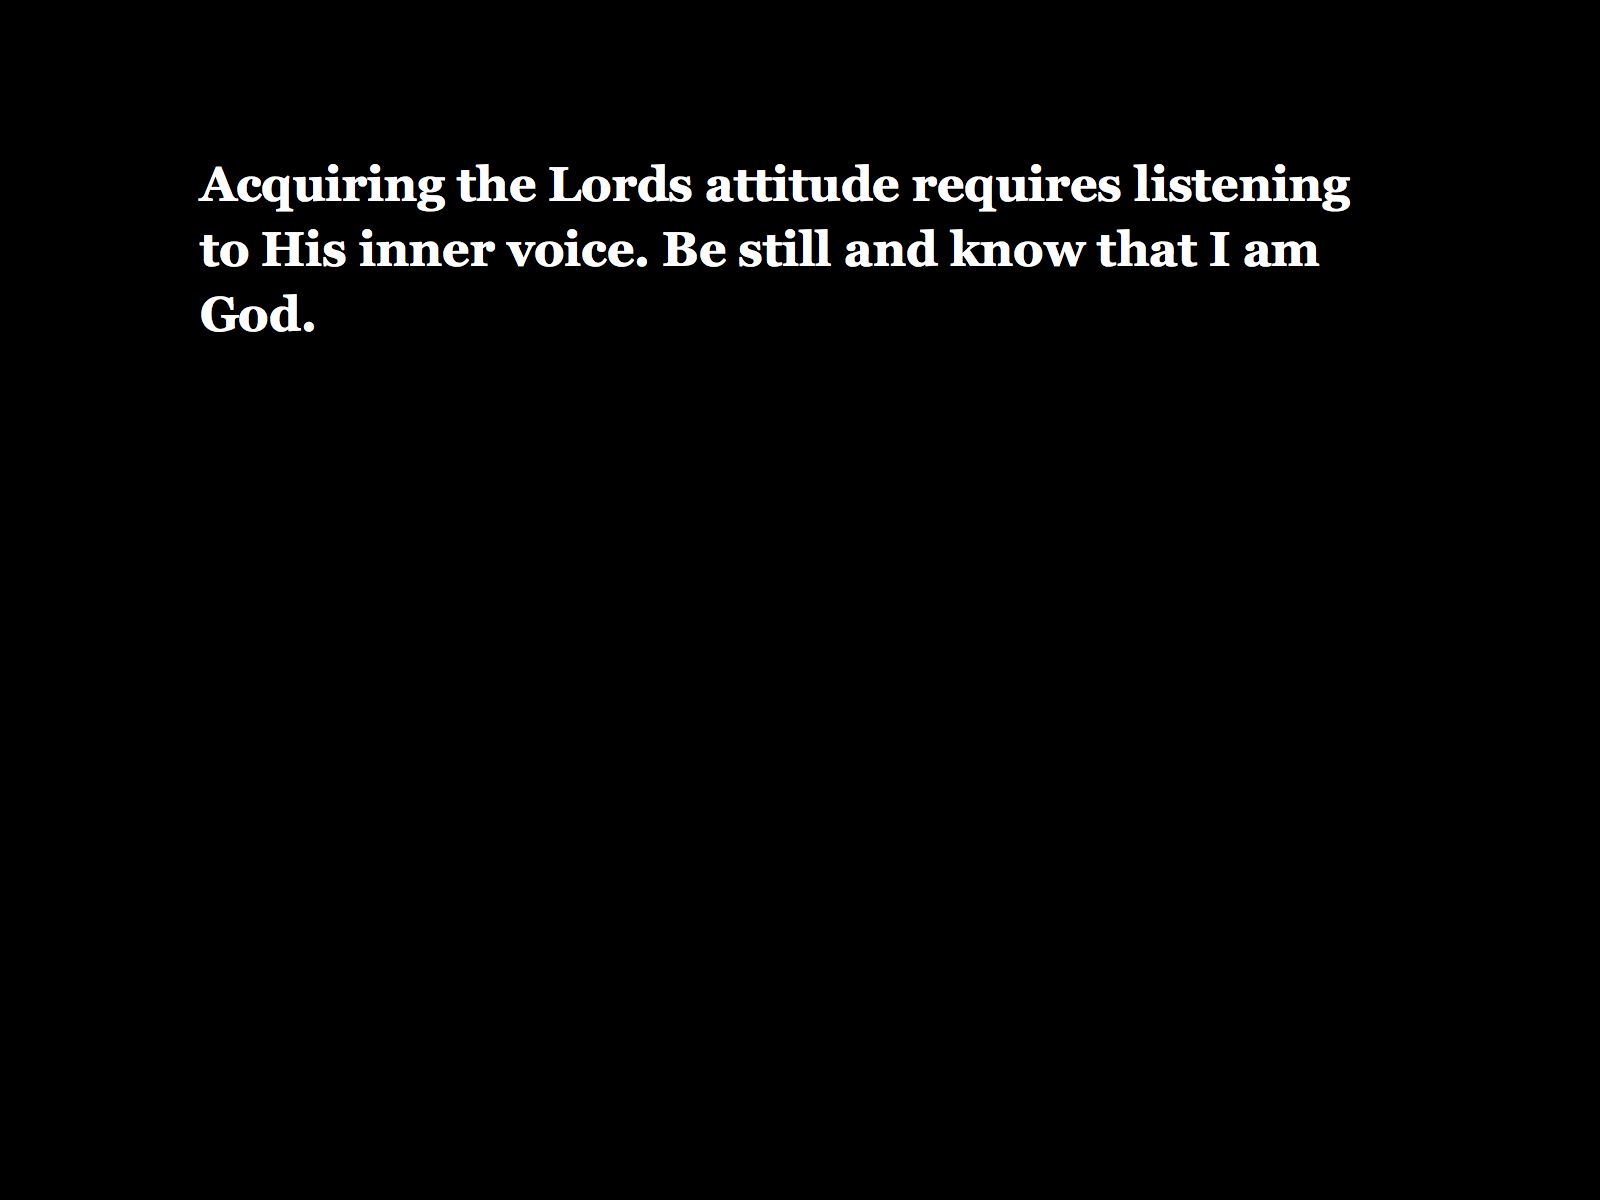 Acquiring the Lords attitude requires listening
to His inner voice. Be still and know that I am
God.